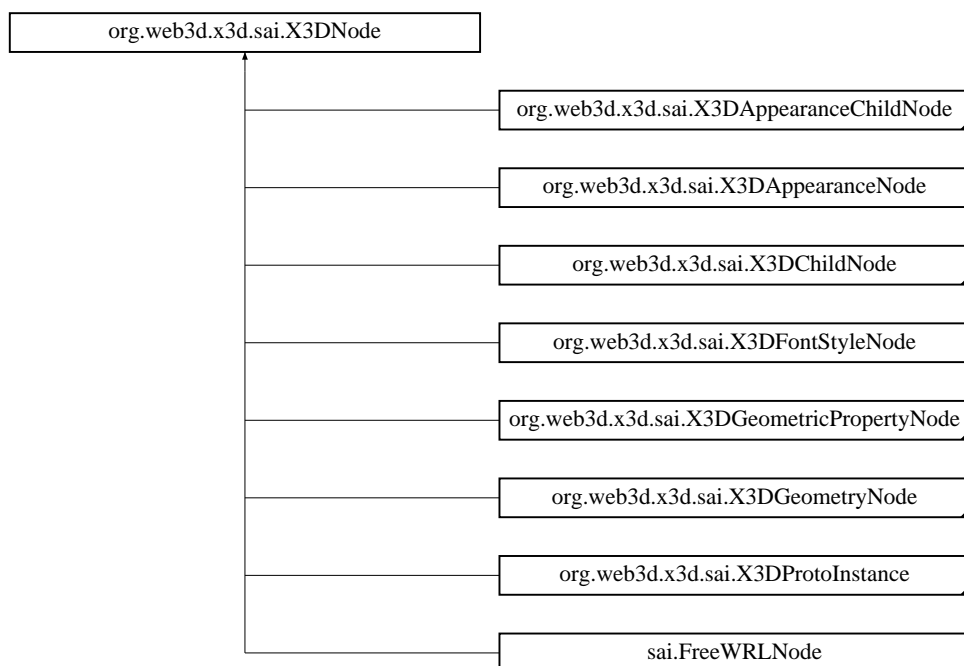 org.web3d.x3d.sai.X3DNode
org.web3d.x3d.sai.X3DAppearanceChildNode
org.web3d.x3d.sai.X3DAppearanceNode
org.web3d.x3d.sai.X3DChildNode
org.web3d.x3d.sai.X3DFontStyleNode
org.web3d.x3d.sai.X3DGeometricPropertyNode
org.web3d.x3d.sai.X3DGeometryNode
org.web3d.x3d.sai.X3DProtoInstance
sai.FreeWRLNode